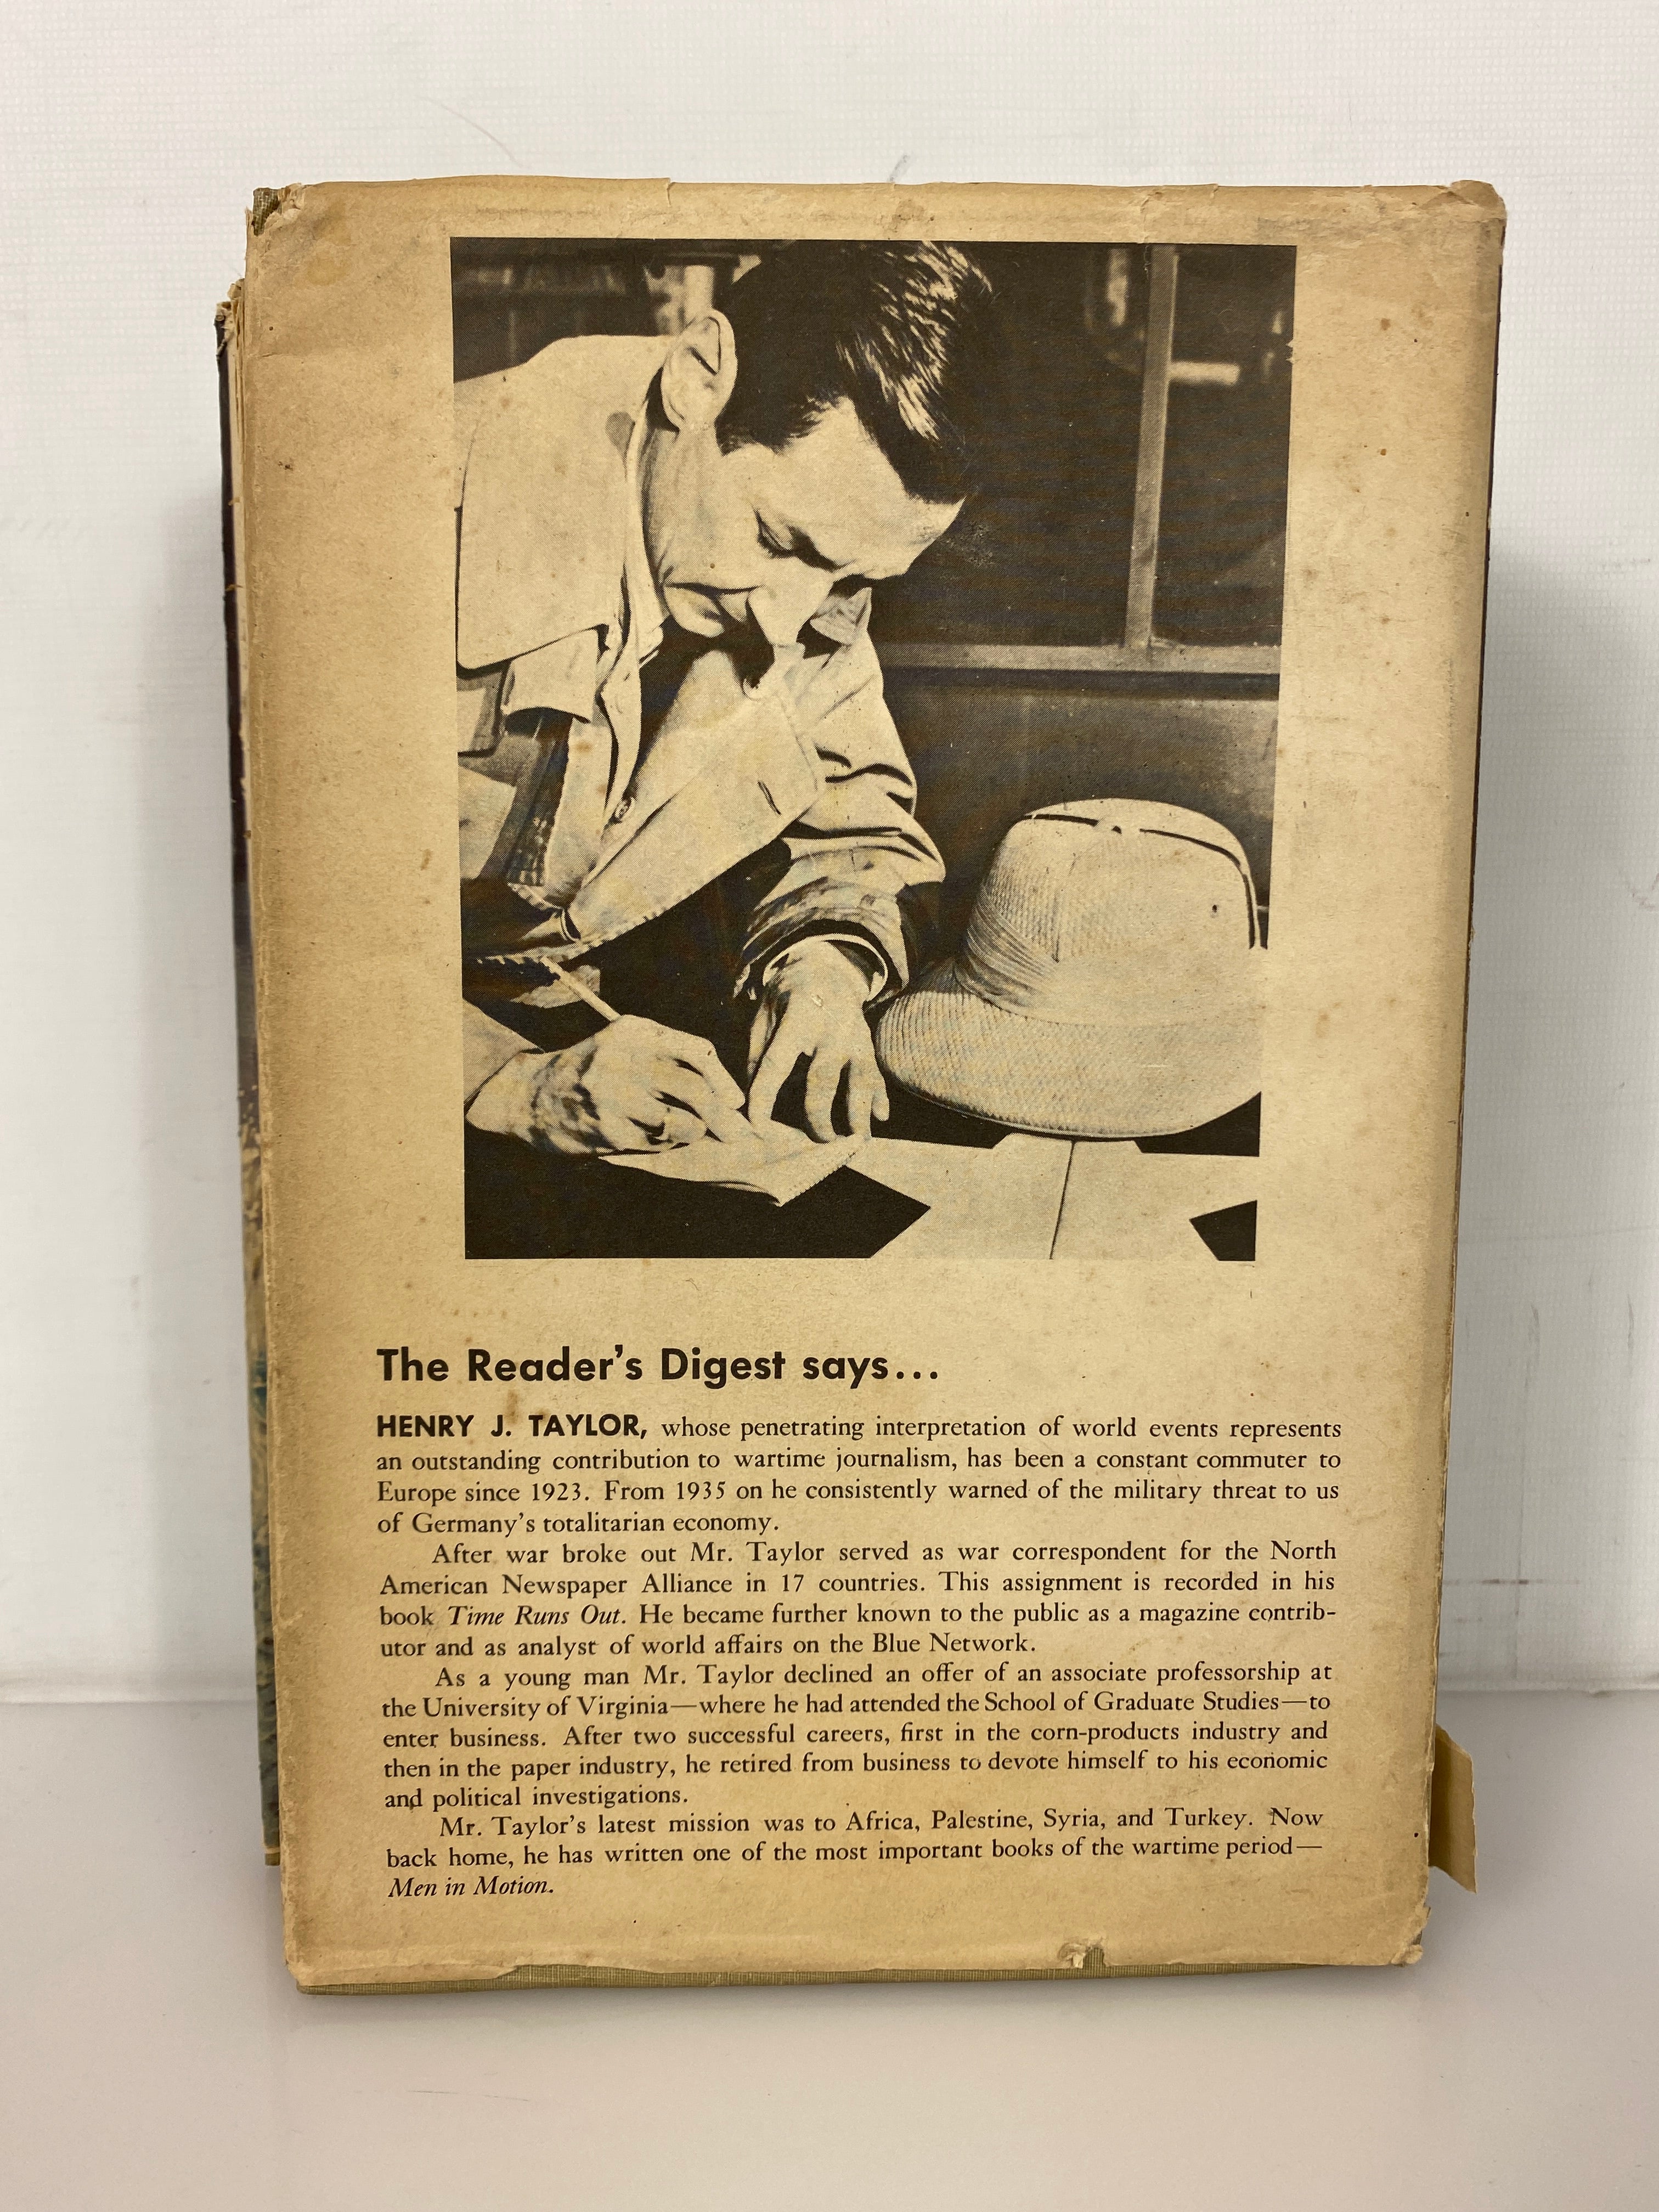 The Reader's Digest says...
HENRY J. TAYLOR, whose penetrating interpretation of world events represents
an outstanding contribution to wartime journalism, has been a constant commuter to
Europe since 1923. From 1935 on he consistently warned of the military threat to us
of Germany's totalitarian economy.
After war broke out Mr. Taylor served as war correspondent for the North
American Newspaper Alliance in 17 countries. This assignment is recorded in his
book Time Runs Out. He became further known to the public as a magazine contrib-
utor and as analyst of world affairs on the Blue Network.
As a young man Mr. Taylor declined an offer of an associate professorship at
the University of Virginia—where he had attended the School of Graduate Studies—to
enter business. After two successful careers, first in the corn-products industry and
then in the paper industry, he retired from business to devote himself to his economic
and political investigations.
Mr. Taylor's latest mission was to Africa, Palestine, Syria, and Turkey. Now
back home, he has written one of the most important books of the wartime period—
Men in Motion.